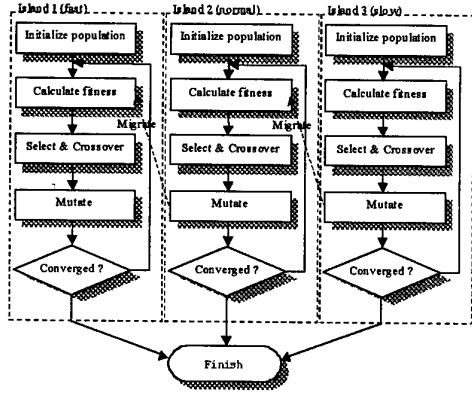 Island 1 (fast)
Initialize population
Calculate fitness
Migrate
Select & Crossover
Mutate
Converged ?
Island 2 (normal)
Initialize population
Calculate fitness
Migrate
Select & Crossover
Mutate
Converged ?
Island 3 (slow)
Initialize population
Calculate fitness
Select & Crossover
Mutate
Converged ?
Finish